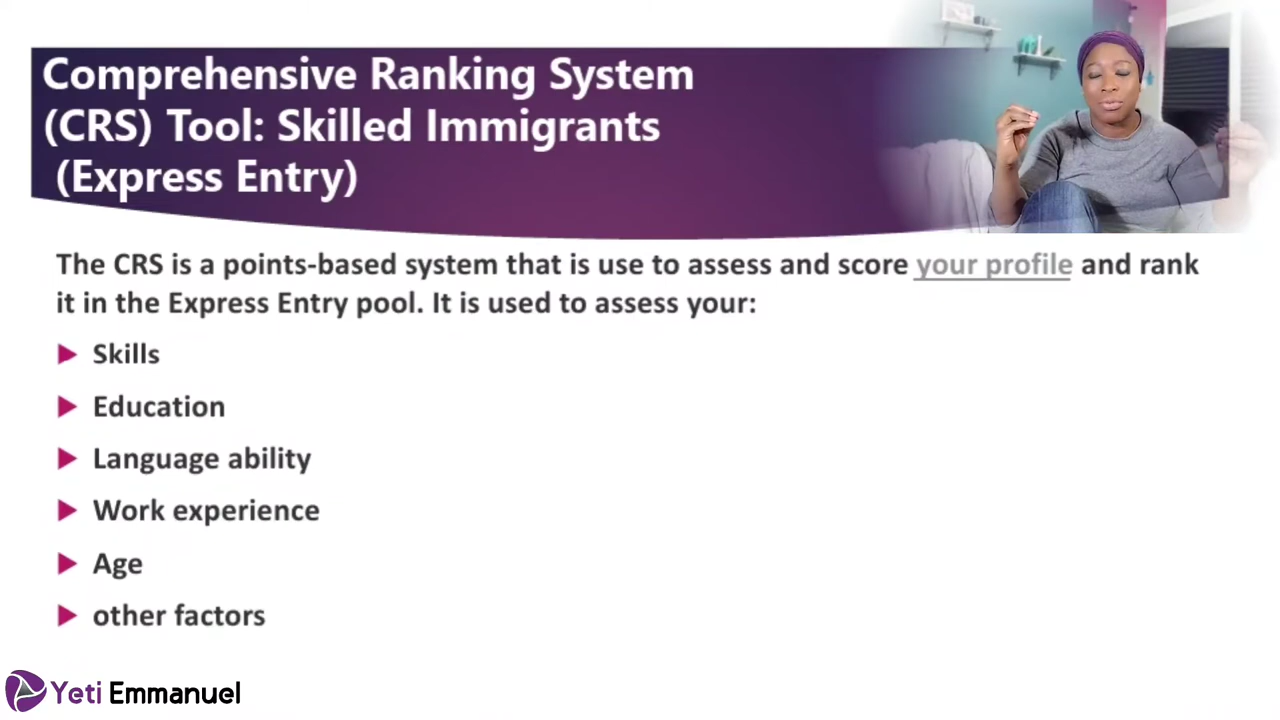 Comprehensive Ranking System
(CRS) Tool: Skilled Immigrants
(Express Entry)
The CRS is a points-based system that is use to assess and score your profile and rank
it in the Express Entry pool. It is used to assess your:
Skills
Education
Language ability
Work experience
Age
other factors
Yeti Emmanuel